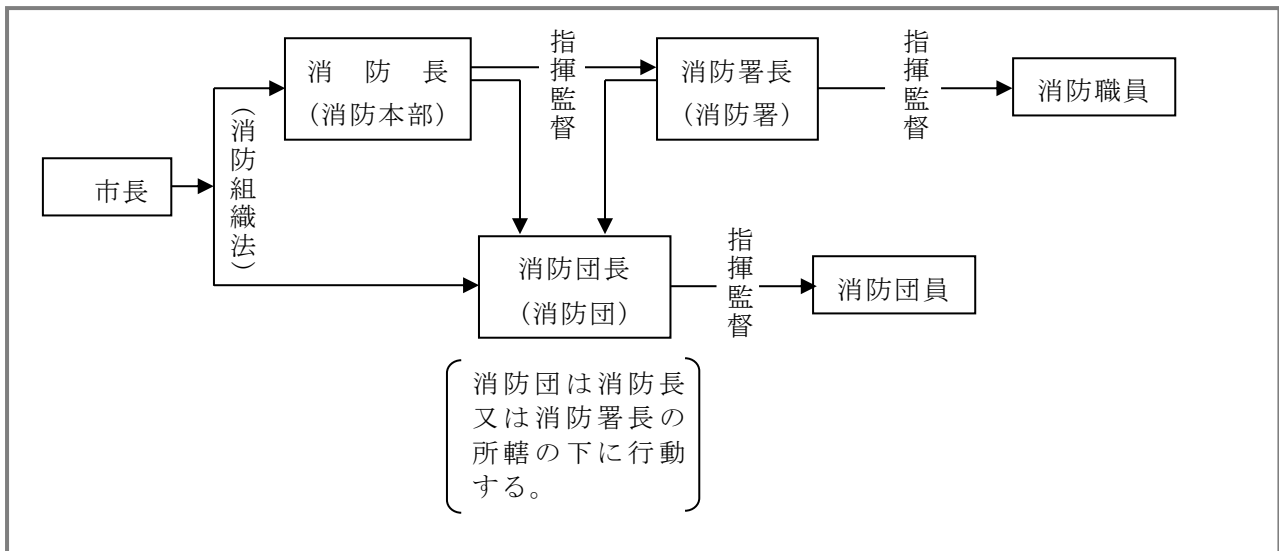 市長
(消防組織法)
消　防　長
(消防本部)
指揮監督
消防署長
(消防署)
指揮監督
消防職員
消防団長
(消防団)
指揮監督
消防団員
消防団は消防長
又は消防署長の
所轄の下に行動
する。